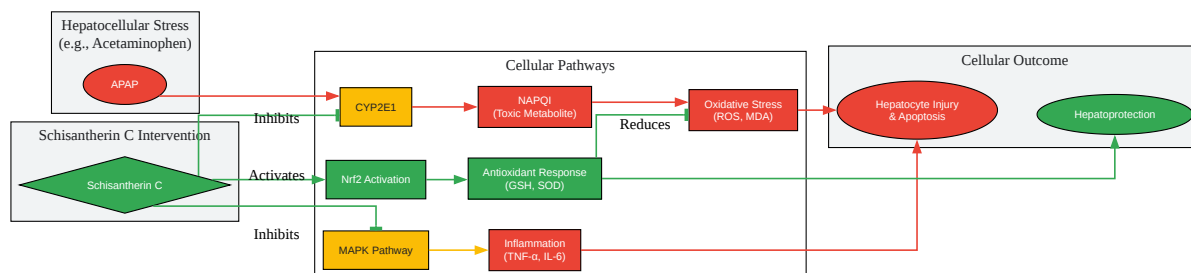 Hepatocellular Stress
(e.g., Acetaminophen)
APAP
Schisantherin C Intervention
Schisantherin C
Inhibits
Activates
Inhibits
Cellular Pathways
CYP2E1
NAPQI
(Toxic Metabolite)
Oxidative Stress
(ROS, MDA)
Reduces
Nrf2 Activation
Antioxidant Response
(GSH, SOD)
MAPK Pathway
Inflammation
(TNF-α, IL-6)
Cellular Outcome
Hepatocyte Injury
& Apoptosis
Hepatoprotection